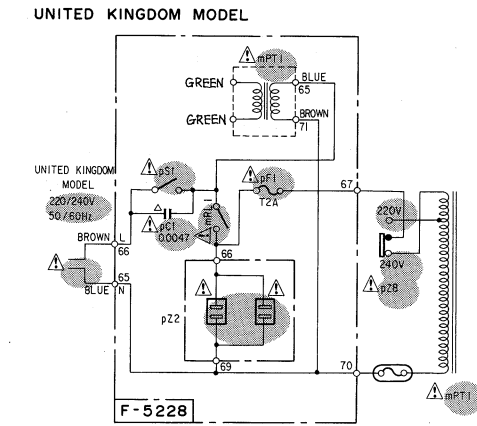 UNITED KINGDOM MODEL
mPT1
GREEN
BLUE
65
GREEN
BROWN
71
UNITED KINGDOM
MODEL
220/240V
50/60Hz
pS1
pF1
T2A
67
pC1
0.0047
mRL1
220V
BROWN
L
66
66
240V
BLUE
65
N
pZ8
pZ2
69
70
mPT1
F-5228